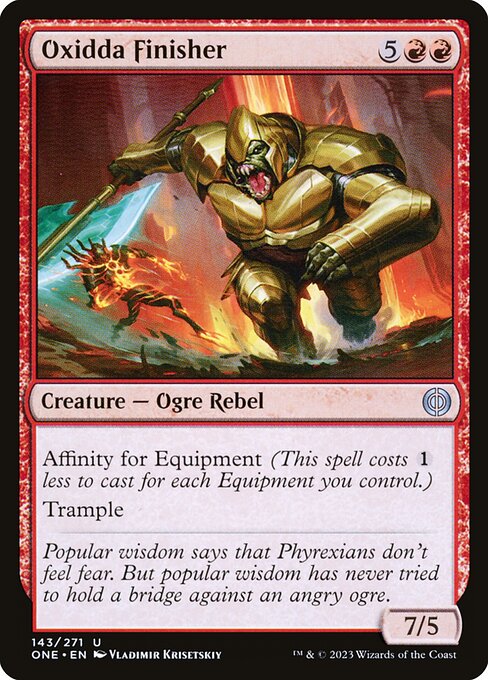 Oxidda Finisher 5
Creature — Ogre Rebel
Affinity for Equipment (This spell costs 1
less to cast for each Equipment you control.)
Trample
Popular wisdom says that Phyrexians don't
feel fear. But popular wisdom has never tried
to hold a bridge against an angry ogre.
7/5
143/271 U
ONE • EN Vladimir Krisetskiy ™ & © 2023 Wizards of the Coast